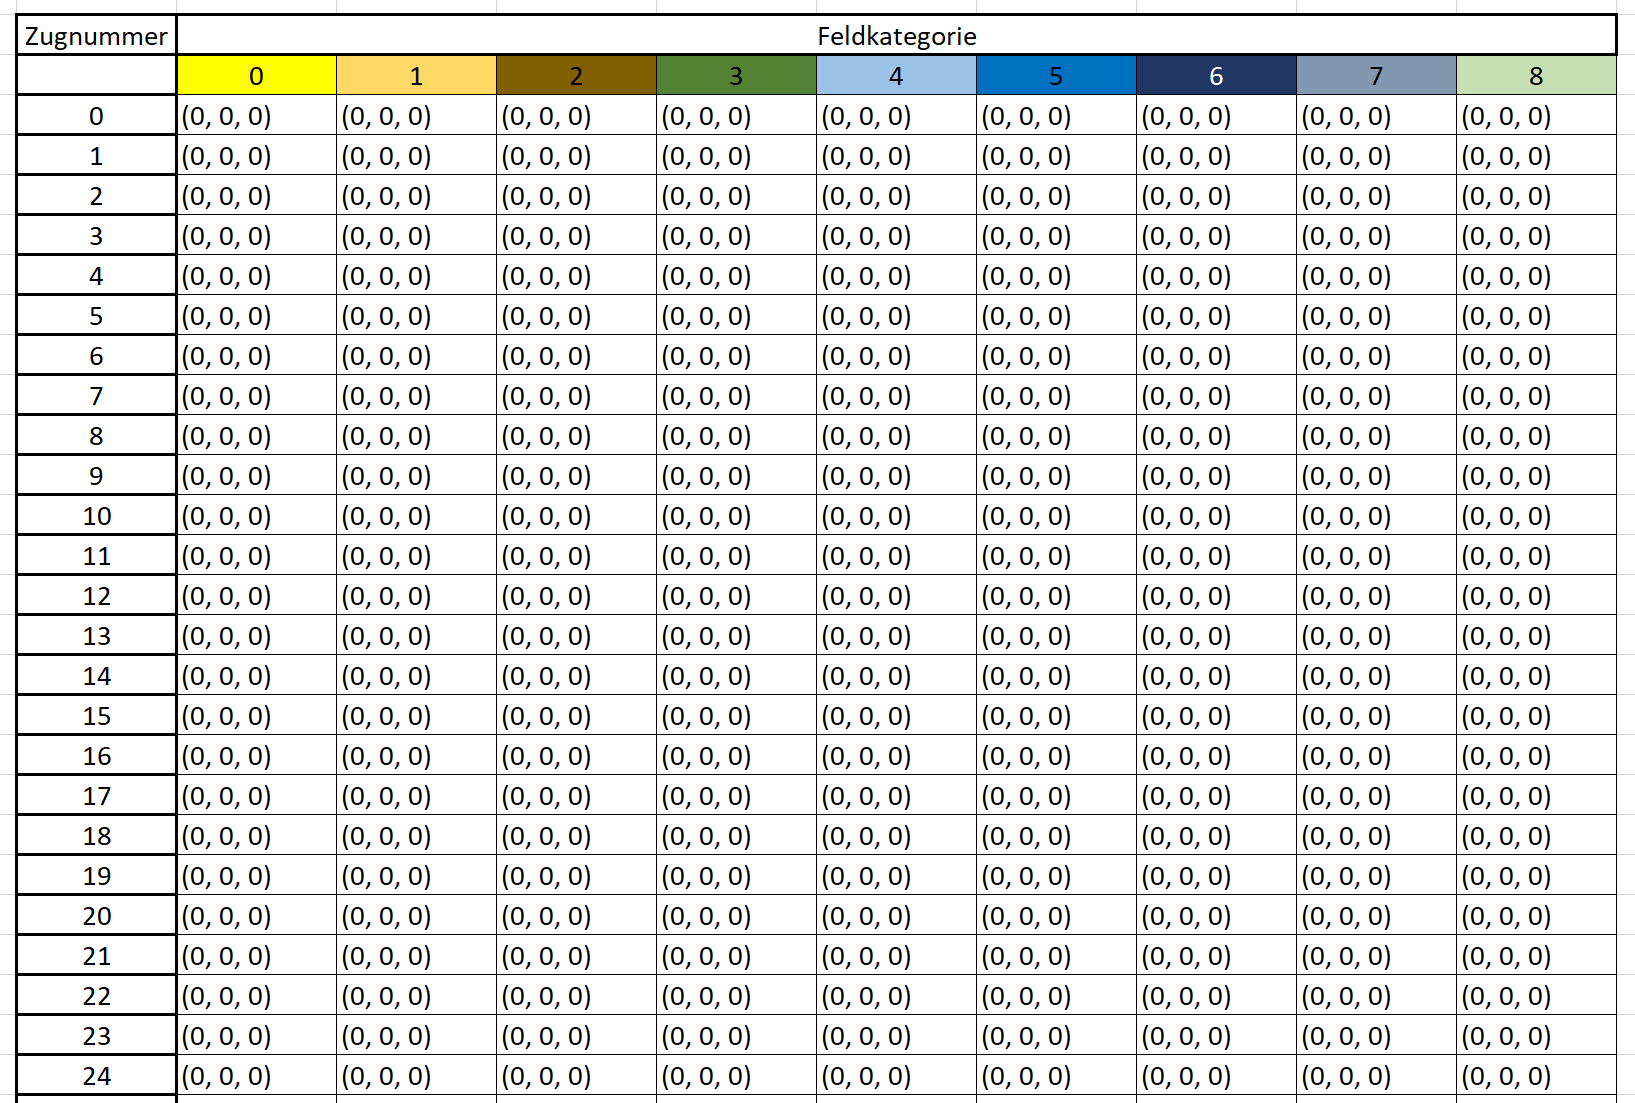 Zugnummer Feldkategorie
0 1 2 3 4 5 6 7 8
0 (0, 0, 0) (0, 0, 0) (0, 0, 0) (0, 0, 0) (0, 0, 0) (0, 0, 0) (0, 0, 0) (0, 0, 0) (0, 0, 0)
1 (0, 0, 0) (0, 0, 0) (0, 0, 0) (0, 0, 0) (0, 0, 0) (0, 0, 0) (0, 0, 0) (0, 0, 0) (0, 0, 0)
2 (0, 0, 0) (0, 0, 0) (0, 0, 0) (0, 0, 0) (0, 0, 0) (0, 0, 0) (0, 0, 0) (0, 0, 0) (0, 0, 0)
3 (0, 0, 0) (0, 0, 0) (0, 0, 0) (0, 0, 0) (0, 0, 0) (0, 0, 0) (0, 0, 0) (0, 0, 0) (0, 0, 0)
4 (0, 0, 0) (0, 0, 0) (0, 0, 0) (0, 0, 0) (0, 0, 0) (0, 0, 0) (0, 0, 0) (0, 0, 0) (0, 0, 0)
5 (0, 0, 0) (0, 0, 0) (0, 0, 0) (0, 0, 0) (0, 0, 0) (0, 0, 0) (0, 0, 0) (0, 0, 0) (0, 0, 0)
6 (0, 0, 0) (0, 0, 0) (0, 0, 0) (0, 0, 0) (0, 0, 0) (0, 0, 0) (0, 0, 0) (0, 0, 0) (0, 0, 0)
7 (0, 0, 0) (0, 0, 0) (0, 0, 0) (0, 0, 0) (0, 0, 0) (0, 0, 0) (0, 0, 0) (0, 0, 0) (0, 0, 0)
8 (0, 0, 0) (0, 0, 0) (0, 0, 0) (0, 0, 0) (0, 0, 0) (0, 0, 0) (0, 0, 0) (0, 0, 0) (0, 0, 0)
9 (0, 0, 0) (0, 0, 0) (0, 0, 0) (0, 0, 0) (0, 0, 0) (0, 0, 0) (0, 0, 0) (0, 0, 0) (0, 0, 0)
10 (0, 0, 0) (0, 0, 0) (0, 0, 0) (0, 0, 0) (0, 0, 0) (0, 0, 0) (0, 0, 0) (0, 0, 0) (0, 0, 0)
11 (0, 0, 0) (0, 0, 0) (0, 0, 0) (0, 0, 0) (0, 0, 0) (0, 0, 0) (0, 0, 0) (0, 0, 0) (0, 0, 0)
12 (0, 0, 0) (0, 0, 0) (0, 0, 0) (0, 0, 0) (0, 0, 0) (0, 0, 0) (0, 0, 0) (0, 0, 0) (0, 0, 0)
13 (0, 0, 0) (0, 0, 0) (0, 0, 0) (0, 0, 0) (0, 0, 0) (0, 0, 0) (0, 0, 0) (0, 0, 0) (0, 0, 0)
14 (0, 0, 0) (0, 0, 0) (0, 0, 0) (0, 0, 0) (0, 0, 0) (0, 0, 0) (0, 0, 0) (0, 0, 0) (0, 0, 0)
15 (0, 0, 0) (0, 0, 0) (0, 0, 0) (0, 0, 0) (0, 0, 0) (0, 0, 0) (0, 0, 0) (0, 0, 0) (0, 0, 0)
16 (0, 0, 0) (0, 0, 0) (0, 0, 0) (0, 0, 0) (0, 0, 0) (0, 0, 0) (0, 0, 0) (0, 0, 0) (0, 0, 0)
17 (0, 0, 0) (0, 0, 0) (0, 0, 0) (0, 0, 0) (0, 0, 0) (0, 0, 0) (0, 0, 0) (0, 0, 0) (0, 0, 0)
18 (0, 0, 0) (0, 0, 0) (0, 0, 0) (0, 0, 0) (0, 0, 0) (0, 0, 0) (0, 0, 0) (0, 0, 0) (0, 0, 0)
19 (0, 0, 0) (0, 0, 0) (0, 0, 0) (0, 0, 0) (0, 0, 0) (0, 0, 0) (0, 0, 0) (0, 0, 0) (0, 0, 0)
20 (0, 0, 0) (0, 0, 0) (0, 0, 0) (0, 0, 0) (0, 0, 0) (0, 0, 0) (0, 0, 0) (0, 0, 0) (0, 0, 0)
21 (0, 0, 0) (0, 0, 0) (0, 0, 0) (0, 0, 0) (0, 0, 0) (0, 0, 0) (0, 0, 0) (0, 0, 0) (0, 0, 0)
22 (0, 0, 0) (0, 0, 0) (0, 0, 0) (0, 0, 0) (0, 0, 0) (0, 0, 0) (0, 0, 0) (0, 0, 0) (0, 0, 0)
23 (0, 0, 0) (0, 0, 0) (0, 0, 0) (0, 0, 0) (0, 0, 0) (0, 0, 0) (0, 0, 0) (0, 0, 0) (0, 0, 0)
24 (0, 0, 0) (0, 0, 0) (0, 0, 0) (0, 0, 0) (0, 0, 0) (0, 0, 0) (0, 0, 0) (0, 0, 0) (0, 0, 0)